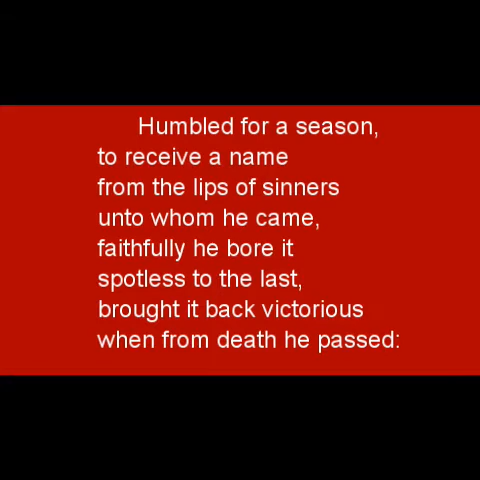 Humbled for a season,
to receive a name
from the lips of sinners
unto whom he came,
faithfully he bore it
spotless to the last,
brought it back victorious
when from death he passed: